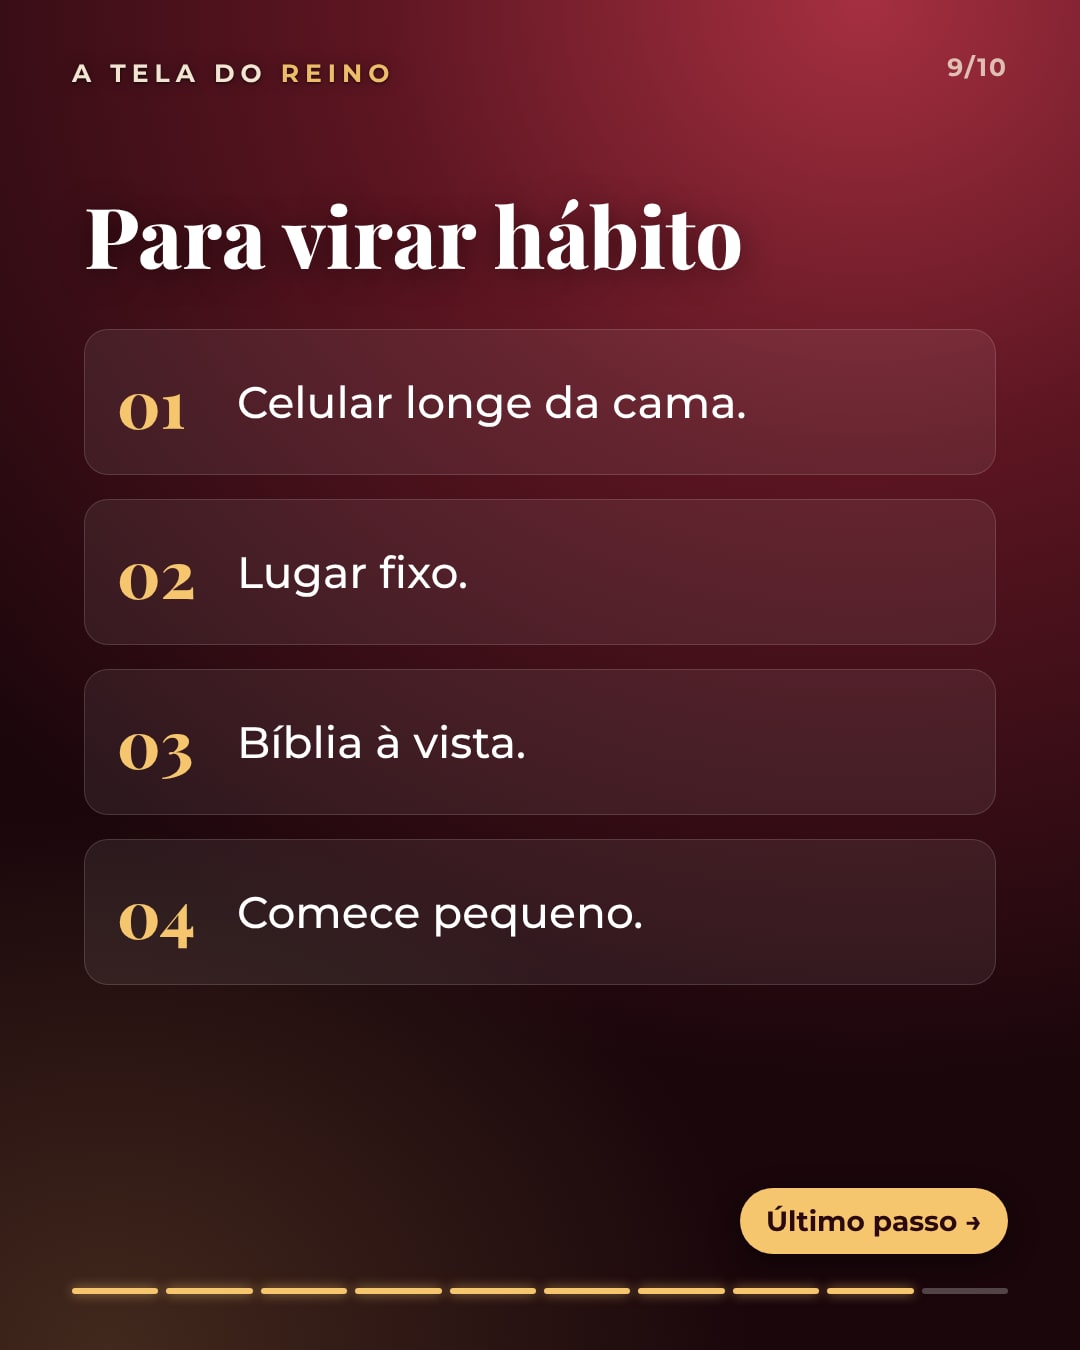 A TELA DO REINO
9/10
Para virar hábito
01 Celular longe da cama.
02 Lugar fixo.
03 Bíblia à vista.
04 Comece pequeno.
Último passo →